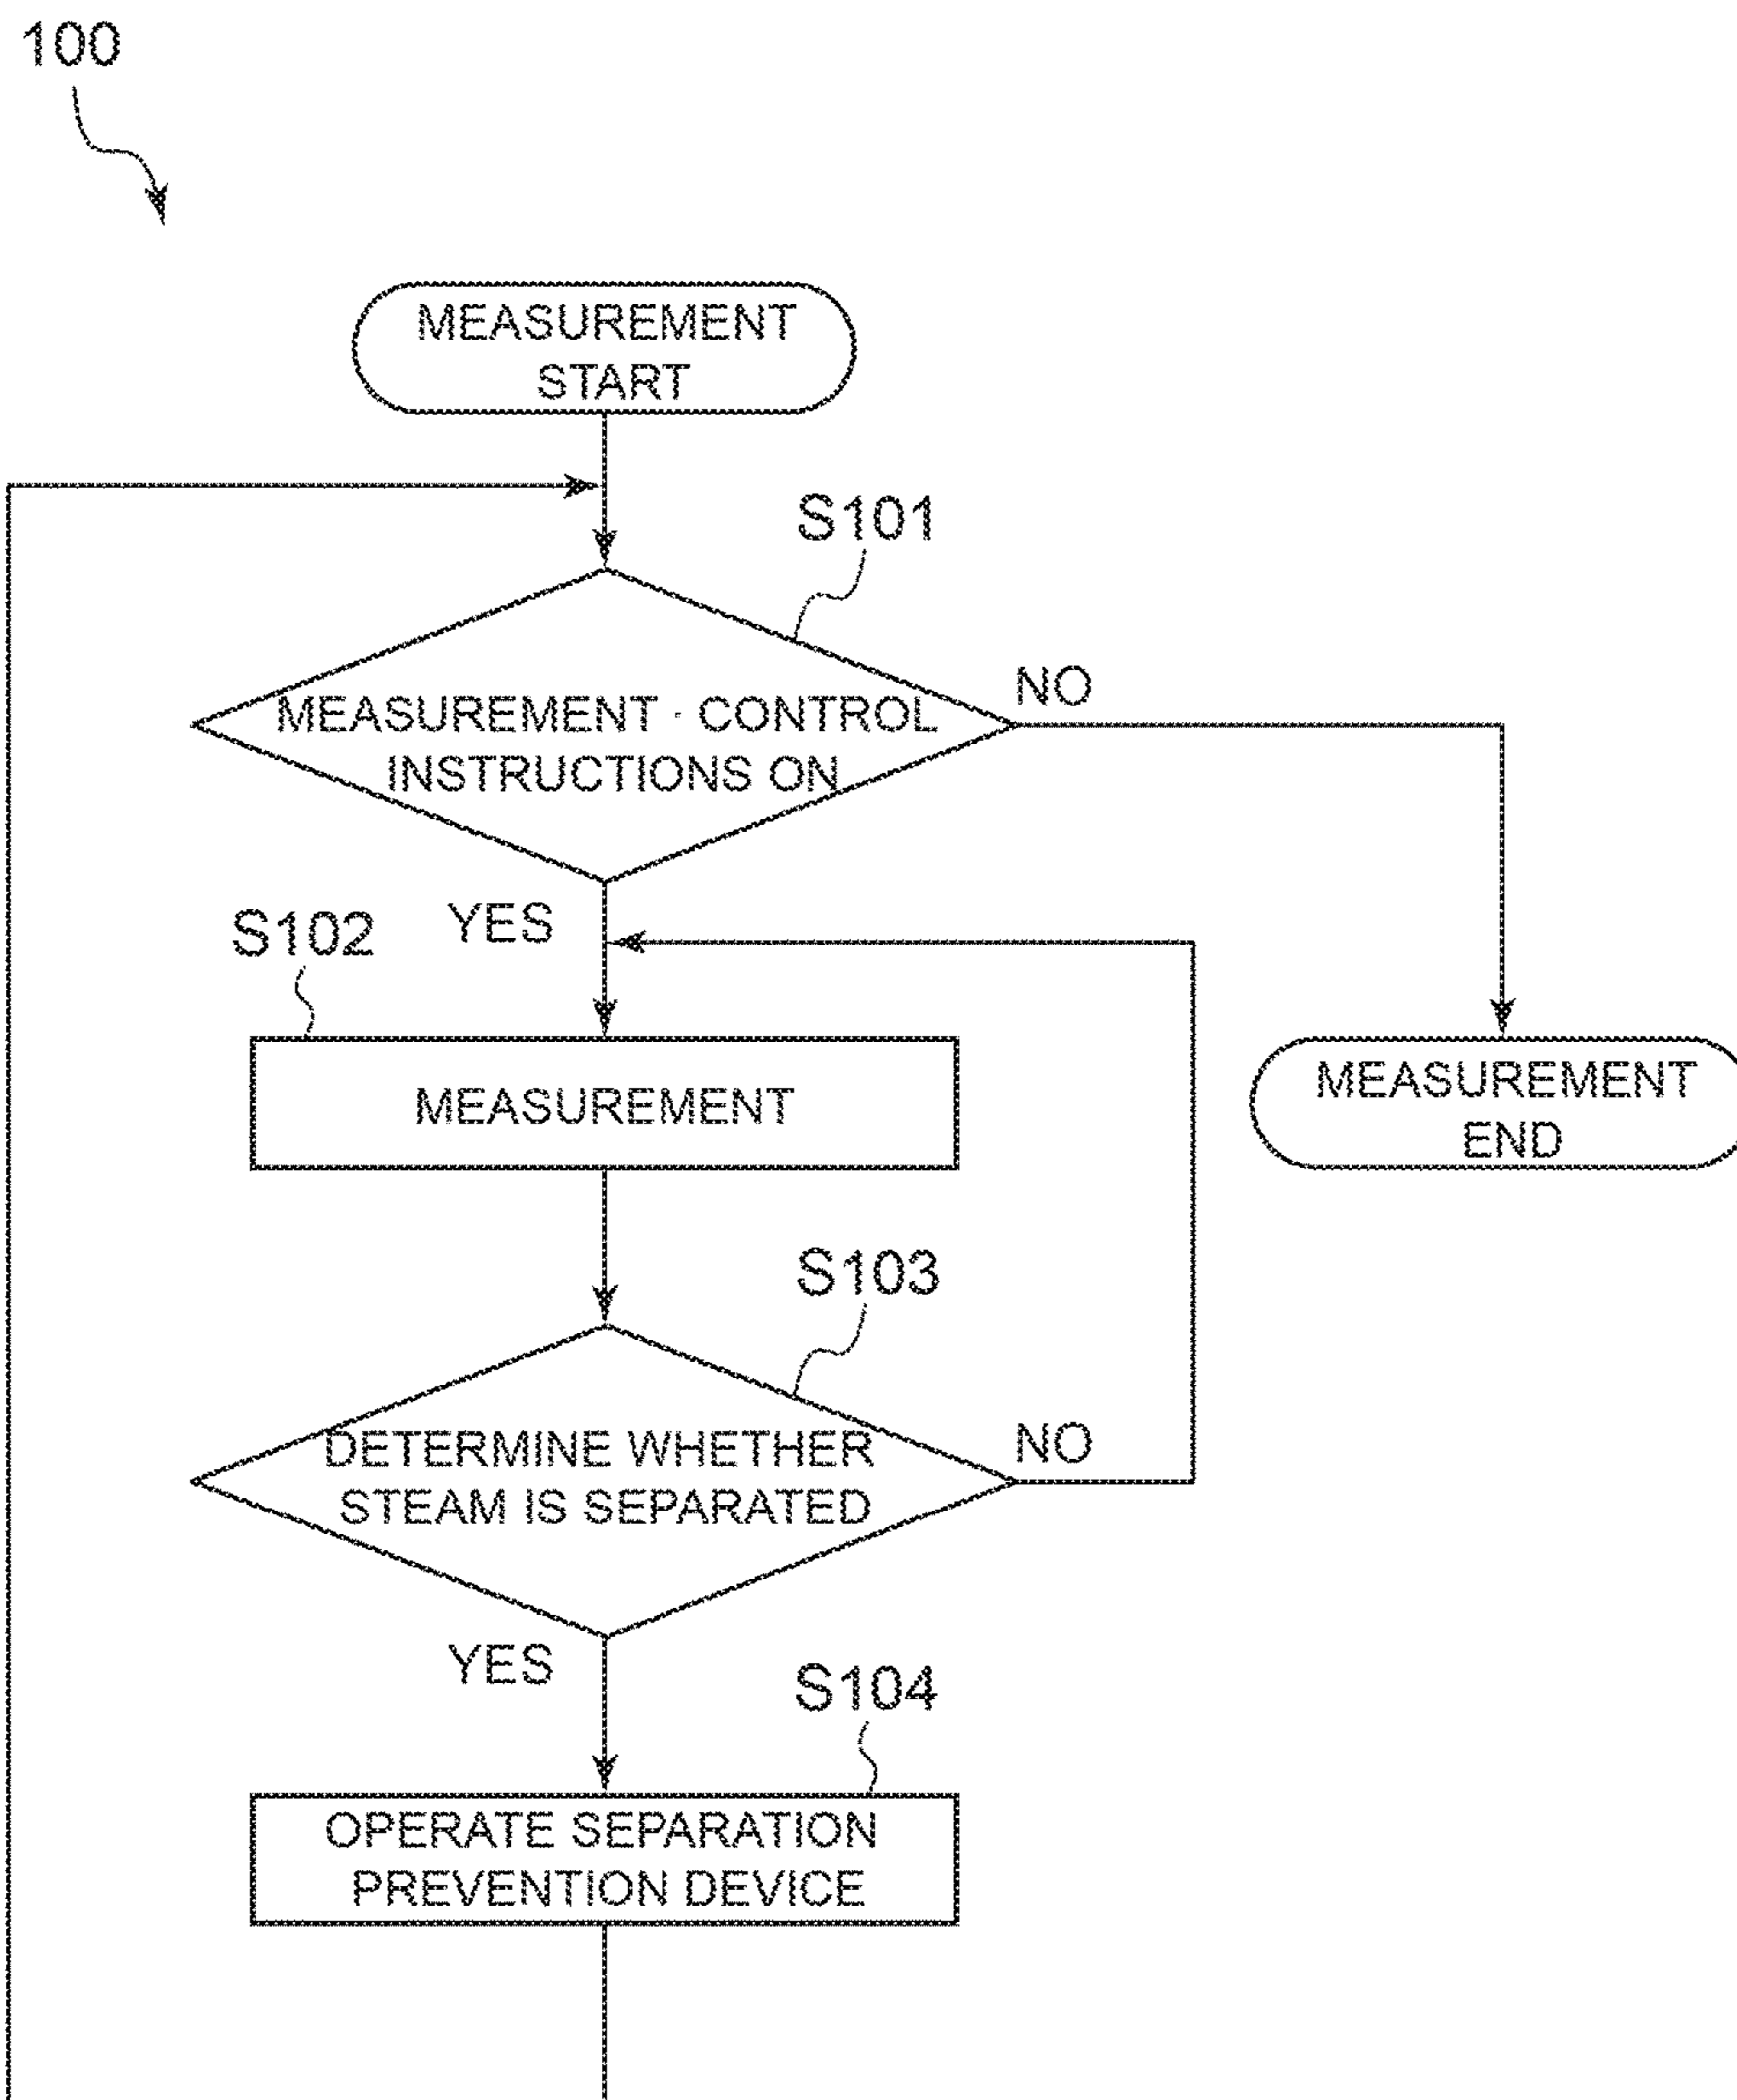 100
MEASUREMENT
START
S101
MEASUREMENT · CONTROL
INSTRUCTIONS ON
NO
YES
S102
MEASUREMENT
MEASUREMENT
END
S103
DETERMINE WHETHER
STEAM IS SEPARATED
NO
YES
S104
OPERATE SEPARATION
PREVENTION DEVICE